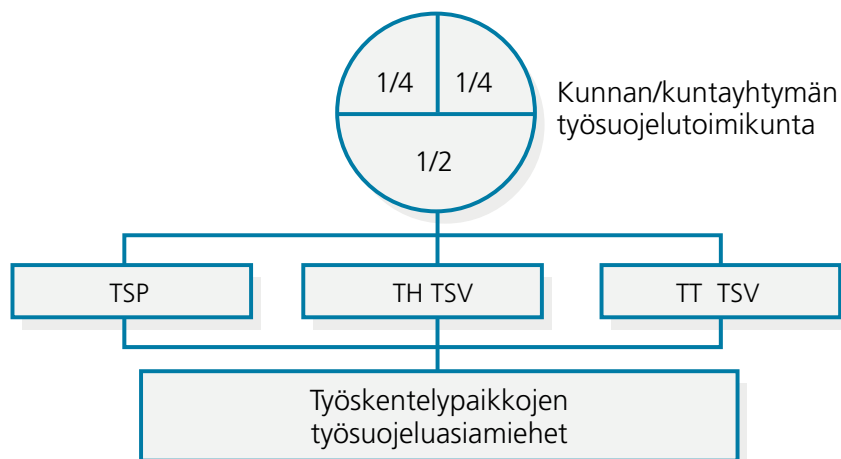 1/4 1/4
1/2
Kunnan/kuntayhtymän
työsuojelutoimikunta
TSP
TH TSV
TT TSV
Työskentelypaikkojen
työsuojeluasiamiehet